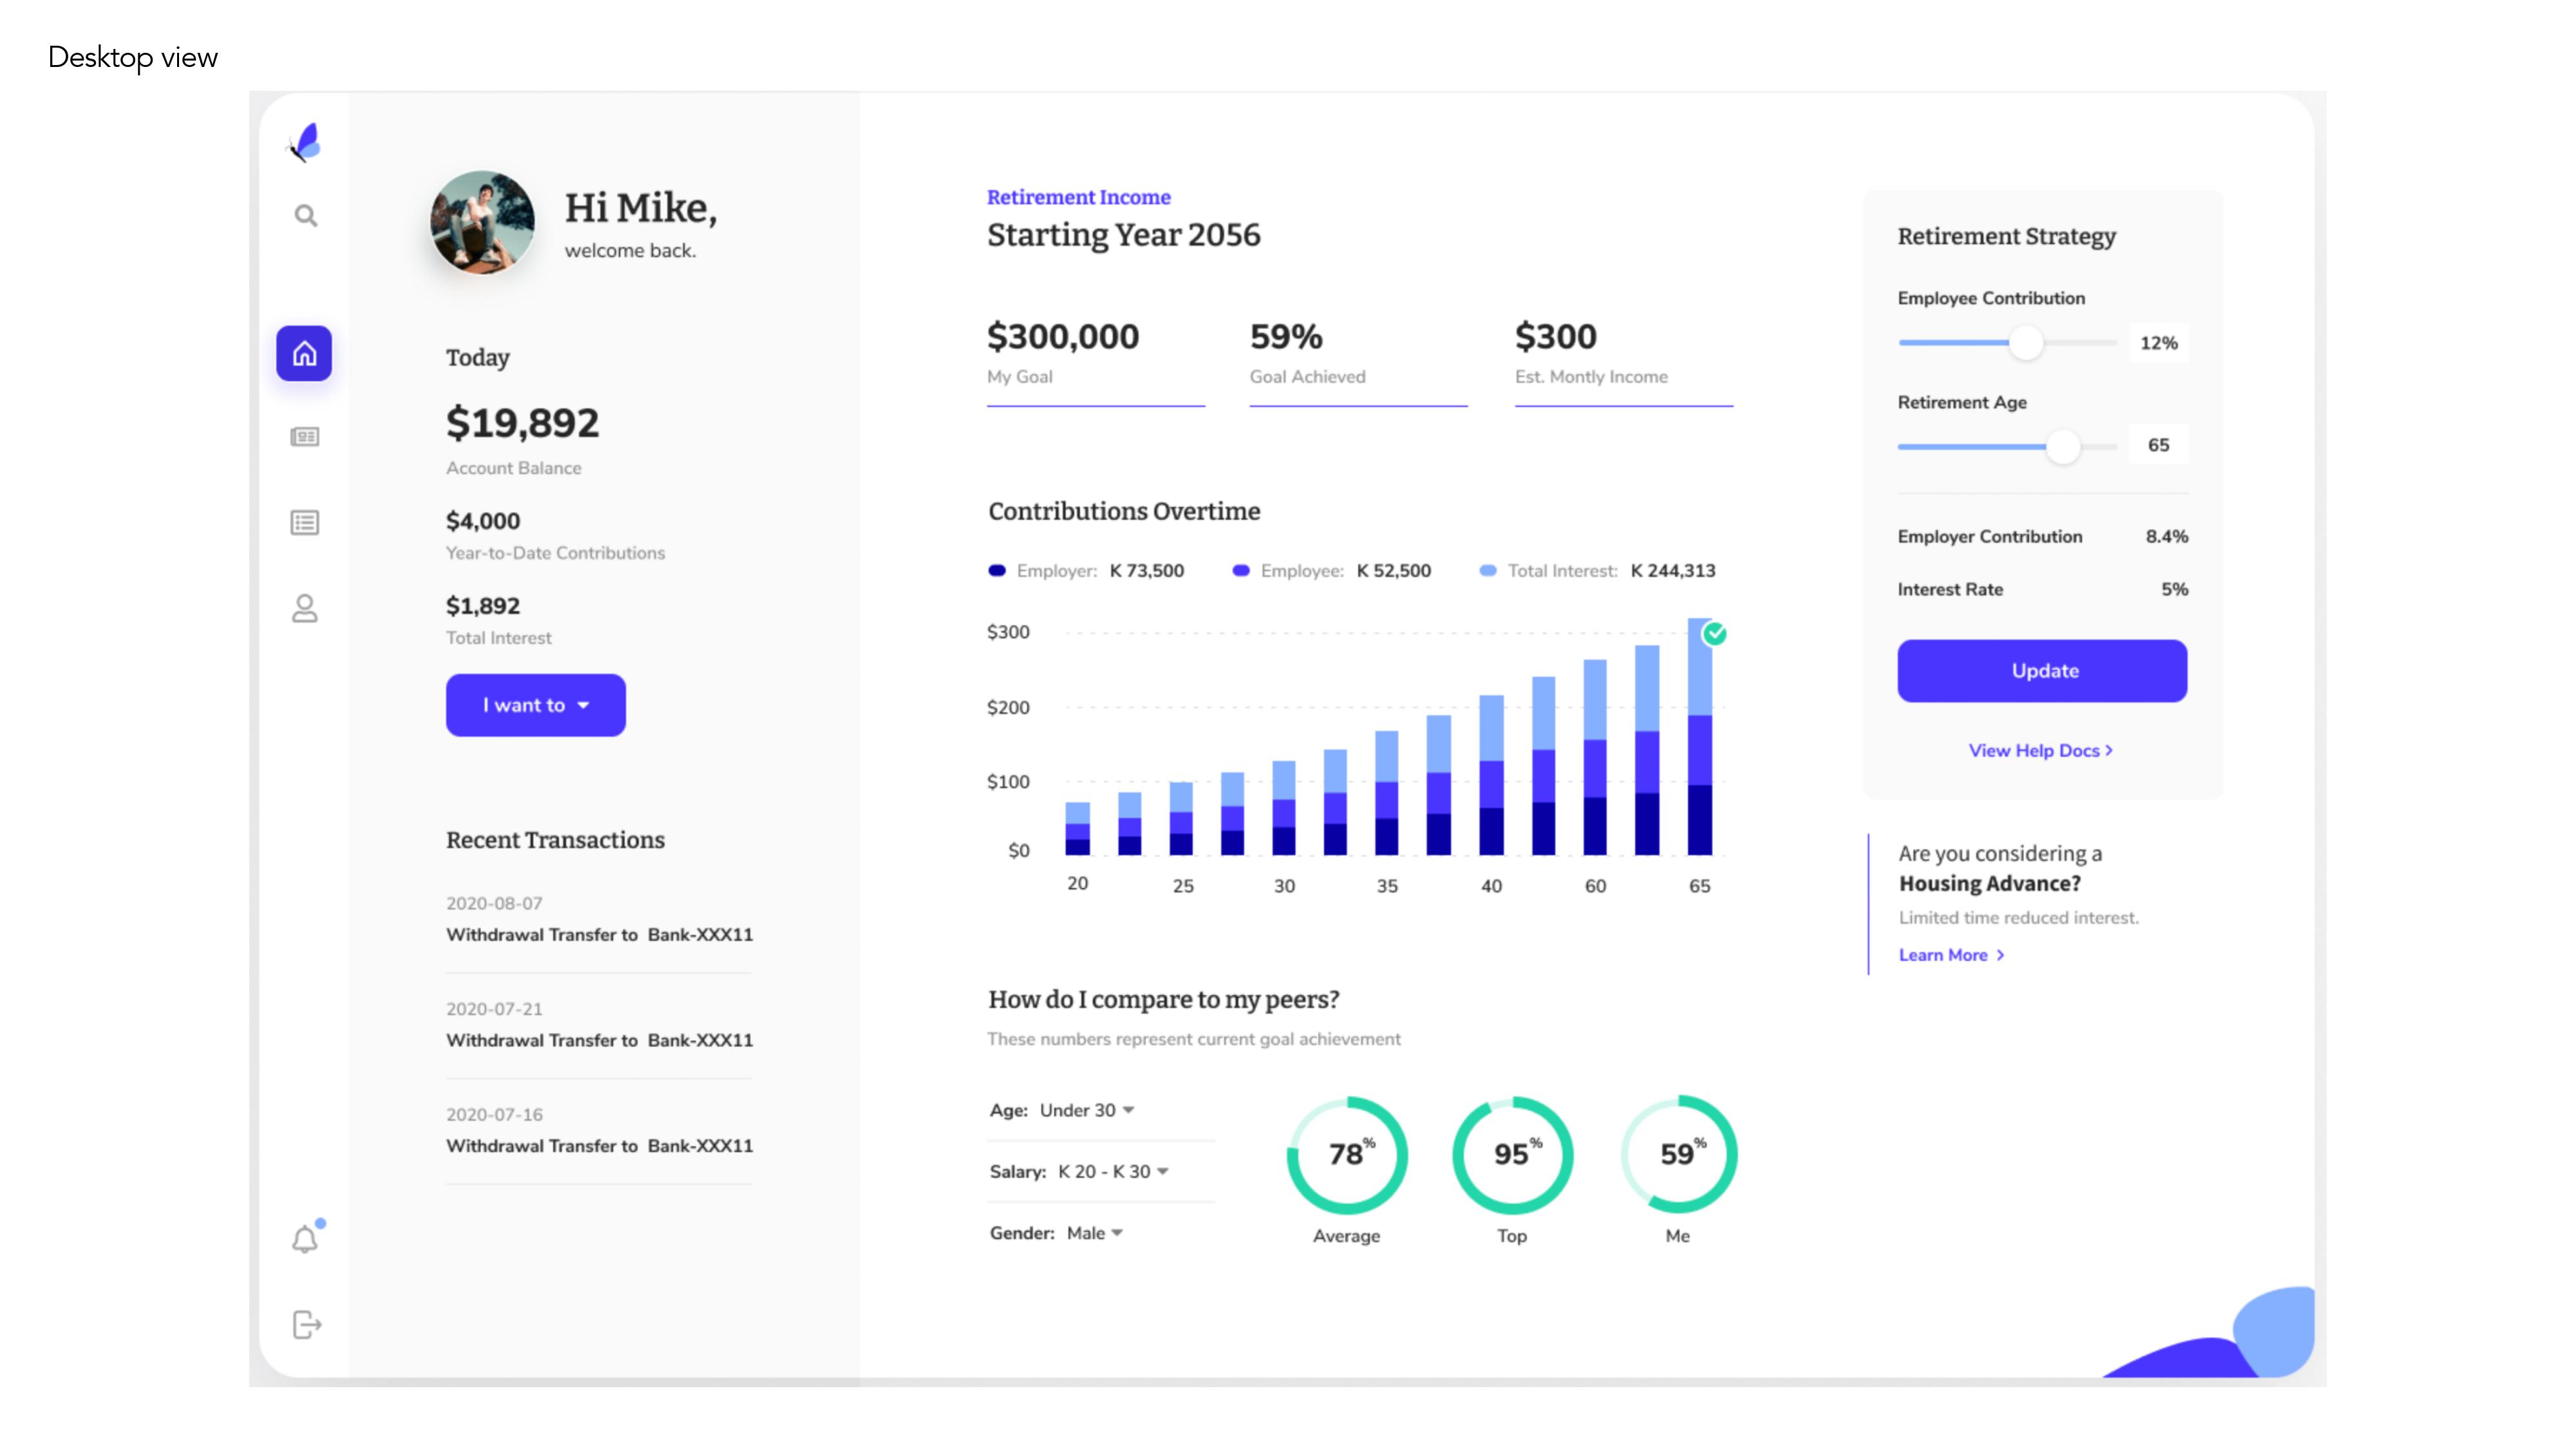 Desktop view
Hi Mike,
welcome back.
Today
$19,892
Account Balance
$4,000
Year-to-Date Contributions
$1,892
Total Interest
I want to
Recent Transactions
2020-08-07
Withdrawal Transfer to Bank-XXX11
2020-07-21
Withdrawal Transfer to Bank-XXX11
2020-07-16
Withdrawal Transfer to Bank-XXX11
Retirement Income
Starting Year 2056
$300,000
My Goal
59%
Goal Achieved
$300
Est. Montly Income
Contributions Overtime
Employer: K 73,500
Employee: K 52,500
Total Interest: K 244,313
$300
$200
$100
$0
20 25 30 35 40 60 65
How do I compare to my peers?
These numbers represent current goal achievement
Age: Under 30
Salary: K 20 - K 30
Gender: Male
78%
Average
95%
Top
59%
Me
Retirement Strategy
Employee Contribution
12%
Retirement Age
65
Employer Contribution 8.4%
Interest Rate 5%
Update
View Help Docs >
Are you considering a
Housing Advance?
Limited time reduced interest.
Learn More >